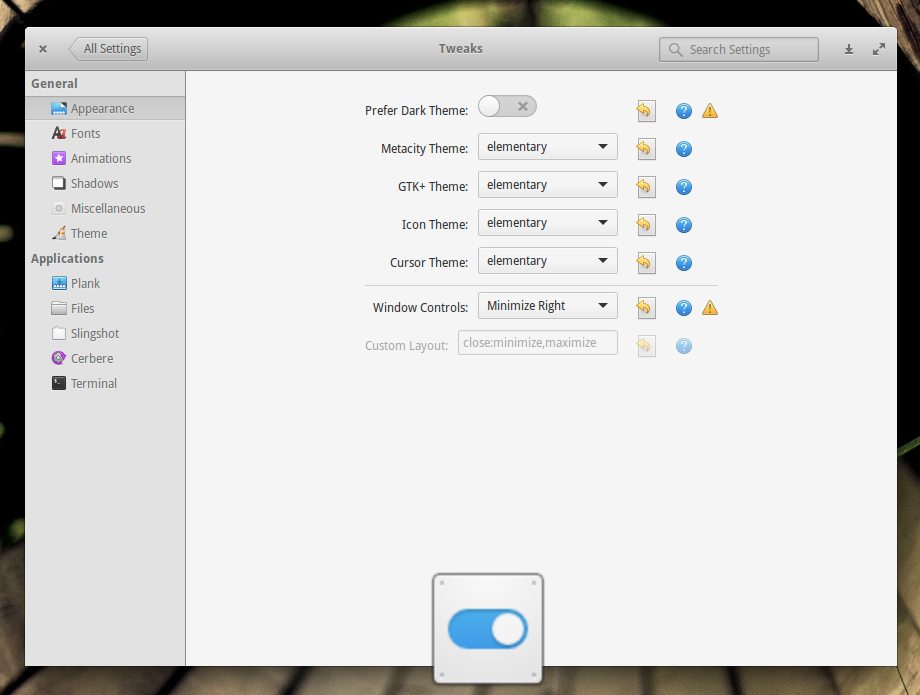 All Settings
Tweaks
Search Settings
General
Appearance
Fonts
Animations
Shadows
Miscellaneous
Theme
Applications
Plank
Files
Slingshot
Cerbere
Terminal
Prefer Dark Theme:
Metacity Theme: elementary
GTK+ Theme: elementary
Icon Theme: elementary
Cursor Theme: elementary
Window Controls: Minimize Right
Custom Layout: close:minimize,maximize